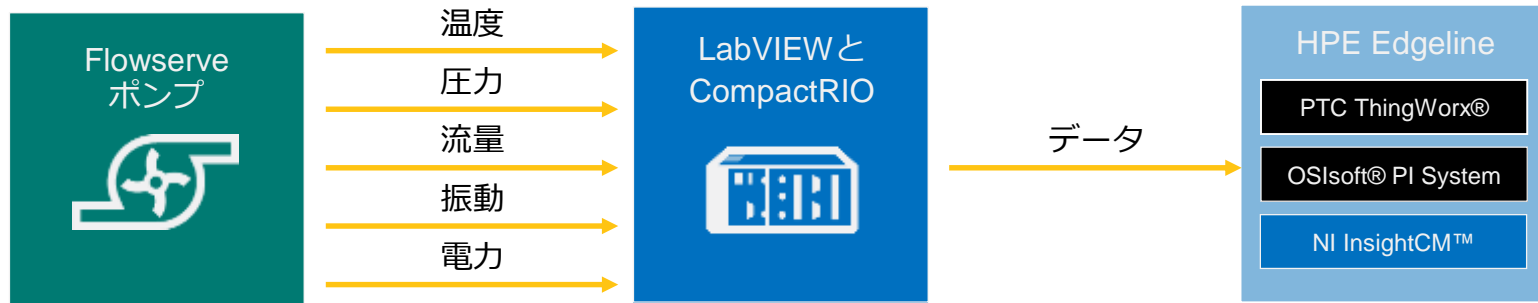 Flowserve
ポンプ
温度
圧力
流量
振動
電力
LabVIEWと
CompactRIO
データ
HPE Edgeline
PTC ThingWorx®
OSIsoft® PI System
NI InsightCM™